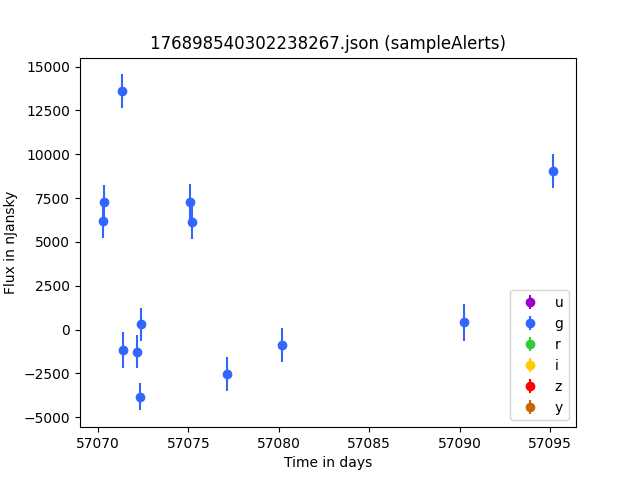 176898540302238267.json (sampleAlerts)
Flux in nJansky
15000
12500
10000
7500
5000
2500
0
−2500
−5000
57070
57075
57080
57085
57090
57095
Time in days
u
g
r
i
z
y